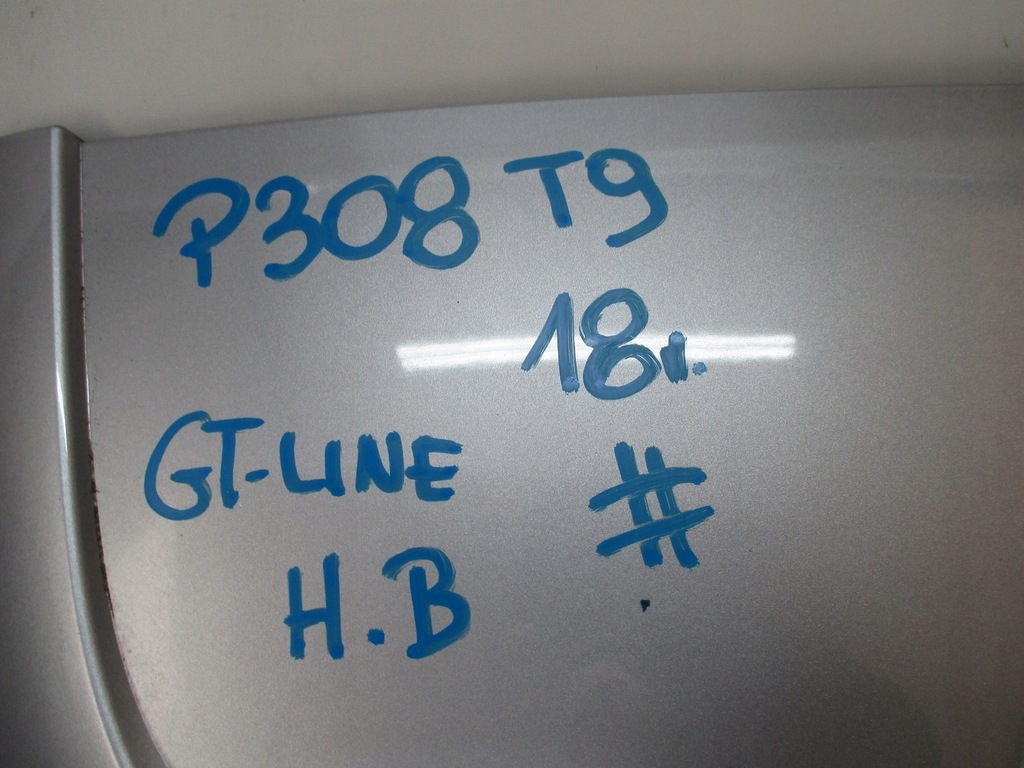 P308 T9
18r.
GT-LINE
#
H.B